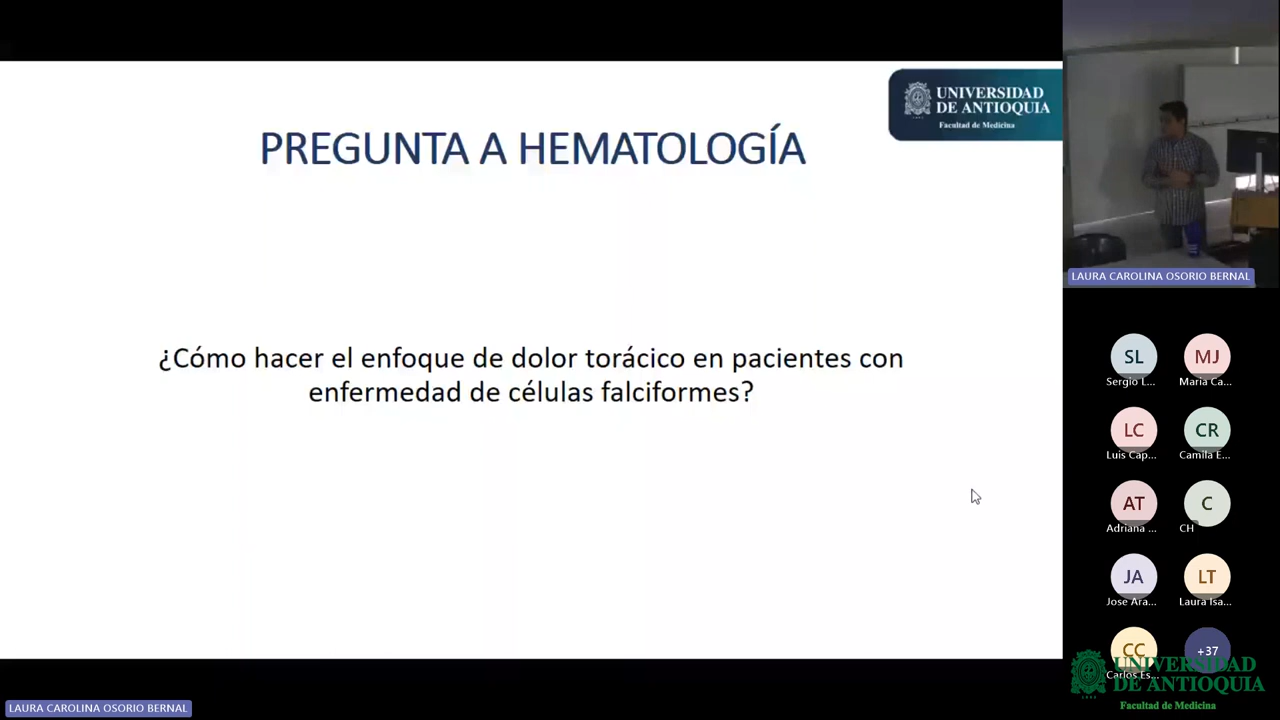 UNIVERSIDAD
DE ANTIOQUIA
Facultad de Medicina
PREGUNTA A HEMATOLOGÍA
¿Cómo hacer el enfoque de dolor torácico en pacientes con
enfermedad de células falciformes?
LAURA CAROLINA OSORIO BERNAL
SL
MJ
Sergio L...
Maria Ca...
LC
CR
Luis Cap...
Camila E...
AT
C
Adriana ...
CH
JA
LT
Jose Ara...
Laura Isa...
CC
+37
Carlos Es...
UNIVERSIDAD
DE ANTIOQUIA
Facultad de Medicina
LAURA CAROLINA OSORIO BERNAL